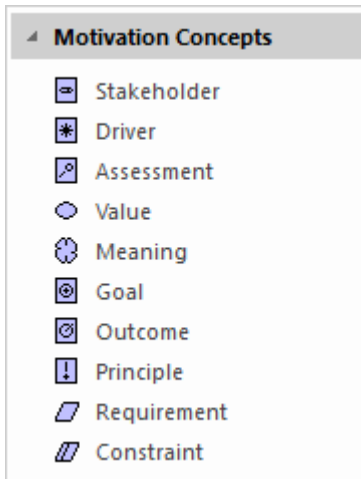 Motivation Concepts
Stakeholder
Driver
Assessment
Value
Meaning
Goal
Outcome
Principle
Requirement
Constraint